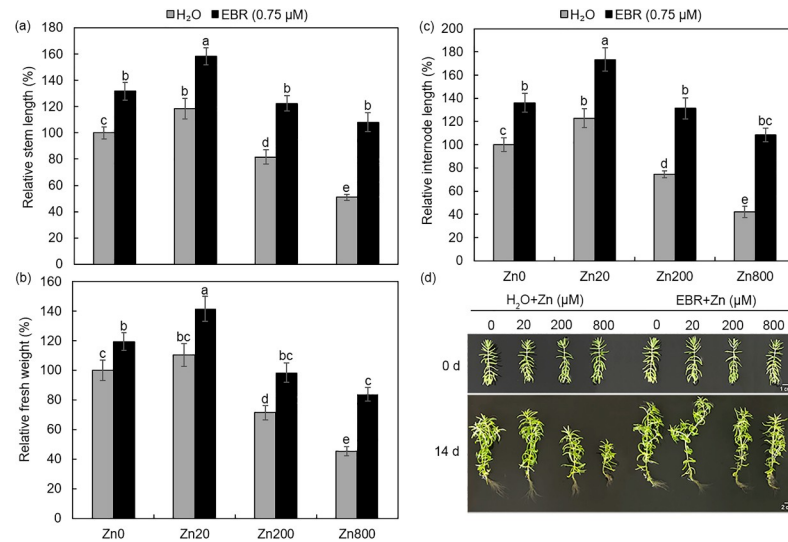 (a)
H₂O EBR (0.75 µM)
Relative stem length (%)
180
160
140
120
100
80
60
40
20
0
c
b
b
a
d
b
e
b
(b)
Relative fresh weight (%)
160
140
120
100
80
60
40
20
0
c
b
bc
a
d
bc
e
c
Zn0 Zn20 Zn200 Zn800
(c)
H₂O EBR (0.75 µM)
Relative internode length (%)
200
180
160
140
120
100
80
60
40
20
0
c
b
b
a
d
b
e
bc
Zn0 Zn20 Zn200 Zn800
(d)
H₂O+Zn (µM) EBR+Zn (µM)
0 20 200 800 0 20 200 800
0 d
14 d